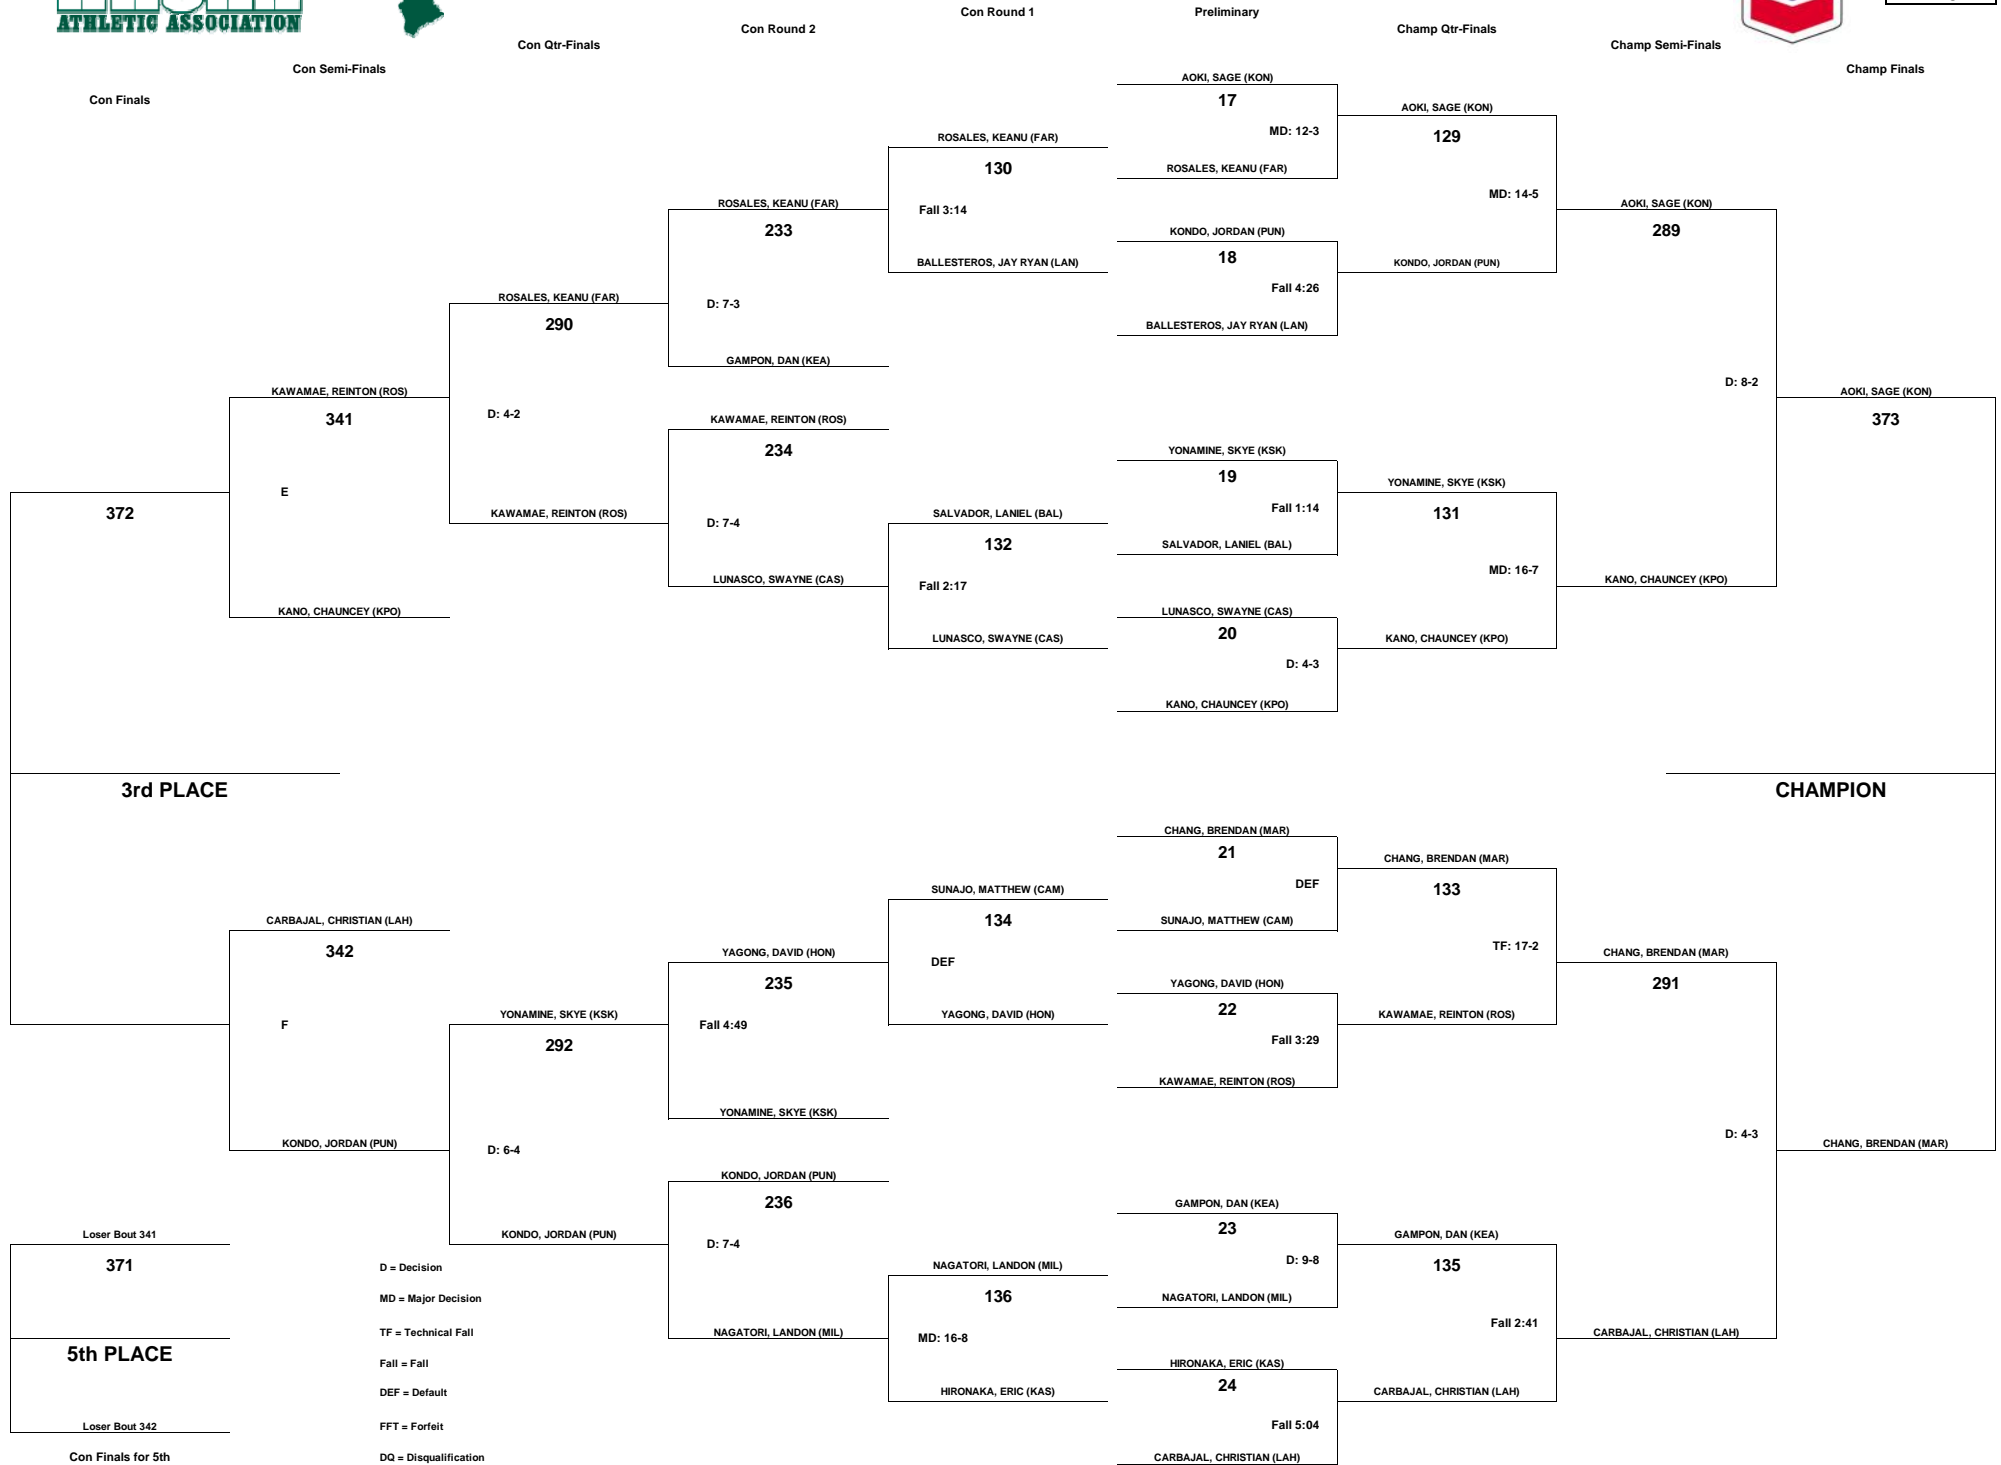 ATHLETIC ASSOCIATION
Con Finals
Con Semi-Finals
Con Qtr-Finals
Con Round 2
Con Round 1
Preliminary
Champ Qtr-Finals
Champ Semi-Finals
Champ Finals
AOKI, SAGE (KON)
17
MD: 12-3
ROSALES, KEANU (FAR)
KONDO, JORDAN (PUN)
18
Fall 4:26
BALLESTEROS, JAY RYAN (LAN)
YONAMINE, SKYE (KSK)
19
Fall 1:14
SALVADOR, LANIEL (BAL)
LUNASCO, SWAYNE (CAS)
20
D: 4-3
KANO, CHAUNCEY (KPO)
CHANG, BRENDAN (MAR)
21
DEF
SUNAJO, MATTHEW (CAM)
YAGONG, DAVID (HON)
22
Fall 3:29
KAWAMAE, REINTON (ROS)
GAMPON, DAN (KEA)
23
D: 9-8
NAGATORI, LANDON (MIL)
HIRONAKA, ERIC (KAS)
24
Fall 5:04
CARBAJAL, CHRISTIAN (LAH)
AOKI, SAGE (KON)
129
MD: 14-5
KONDO, JORDAN (PUN)
YONAMINE, SKYE (KSK)
131
MD: 16-7
KANO, CHAUNCEY (KPO)
CHANG, BRENDAN (MAR)
133
TF: 17-2
KAWAMAE, REINTON (ROS)
GAMPON, DAN (KEA)
135
Fall 2:41
CARBAJAL, CHRISTIAN (LAH)
AOKI, SAGE (KON)
289
D: 8-2
KANO, CHAUNCEY (KPO)
CHANG, BRENDAN (MAR)
291
D: 4-3
CARBAJAL, CHRISTIAN (LAH)
AOKI, SAGE (KON)
373
CHAMPION
CHANG, BRENDAN (MAR)
ROSALES, KEANU (FAR)
130
Fall 3:14
BALLESTEROS, JAY RYAN (LAN)
SALVADOR, LANIEL (BAL)
132
Fall 2:17
LUNASCO, SWAYNE (CAS)
SUNAJO, MATTHEW (CAM)
134
DEF
YAGONG, DAVID (HON)
NAGATORI, LANDON (MIL)
136
MD: 16-8
HIRONAKA, ERIC (KAS)
ROSALES, KEANU (FAR)
233
D: 7-3
GAMPON, DAN (KEA)
KAWAMAE, REINTON (ROS)
234
D: 7-4
LUNASCO, SWAYNE (CAS)
YAGONG, DAVID (HON)
235
Fall 4:49
YONAMINE, SKYE (KSK)
KONDO, JORDAN (PUN)
236
D: 7-4
NAGATORI, LANDON (MIL)
ROSALES, KEANU (FAR)
290
D: 4-2
KAWAMAE, REINTON (ROS)
YONAMINE, SKYE (KSK)
292
D: 6-4
KONDO, JORDAN (PUN)
KAWAMAE, REINTON (ROS)
341
E
KANO, CHAUNCEY (KPO)
CARBAJAL, CHRISTIAN (LAH)
342
F
KONDO, JORDAN (PUN)
372
3rd PLACE
Loser Bout 341
371
5th PLACE
Loser Bout 342
Con Finals for 5th
D = Decision
MD = Major Decision
TF = Technical Fall
Fall = Fall
DEF = Default
FFT = Forfeit
DQ = Disqualification